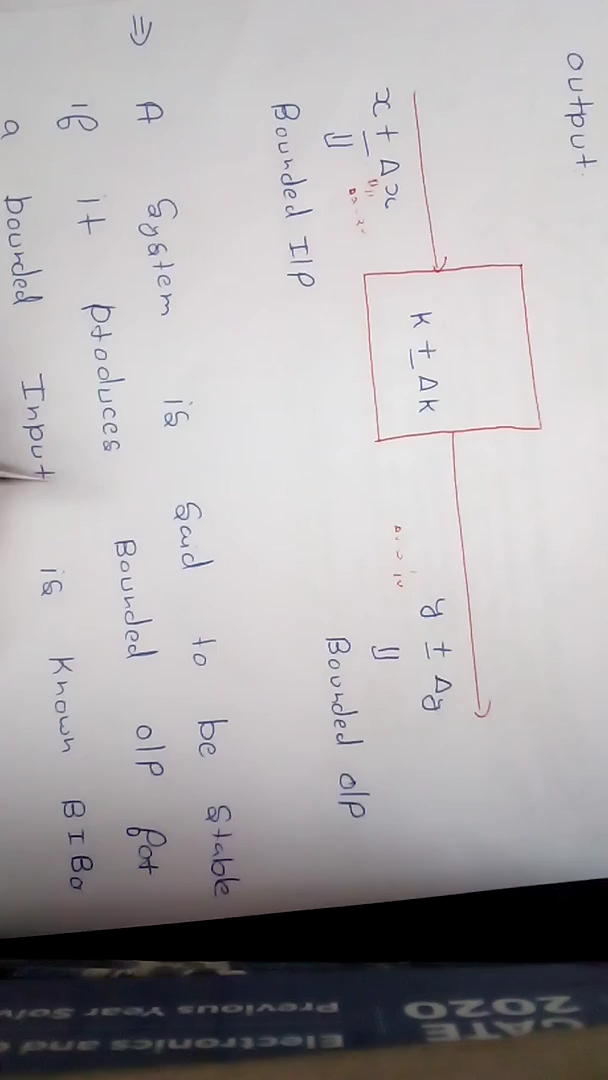 output.
x ± Δx
⇓
Bounded I/P
K ± Δk
y ± Δy
⇓
Bounded o/p
⇒ A System is Said to be Stable
if it produces Bounded o/p for
a bounded Input is Known BIBO
GATE 2020
Previous Year Solv
Electronics and